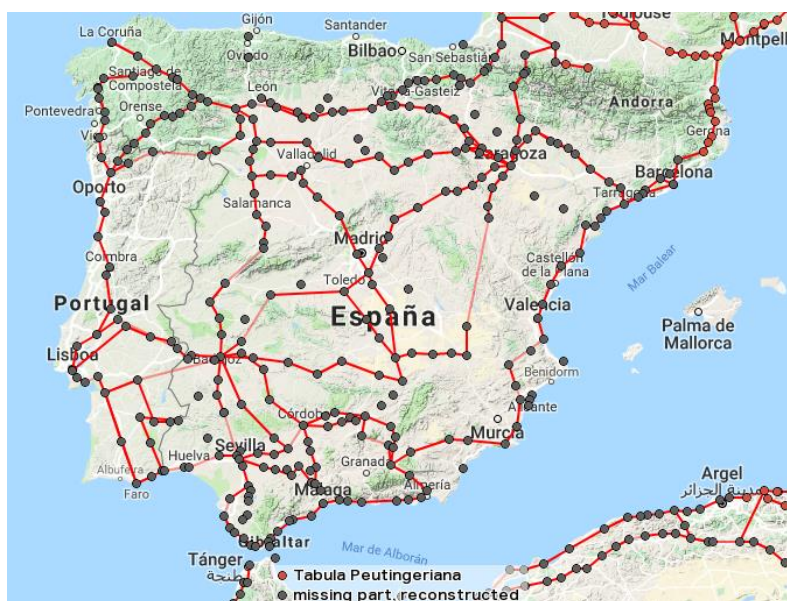 Gijón
La Coruña
Santander
Toulouse
Oviedo
Bilbao
San Sebastián
Montpell
Santiago de
Compostela
León
Vitoria-Gasteiz
Andorra
Pontevedra
Orense
Vigo
Gerona
Valladolid
Zaragoza
Oporto
Barcelona
Tarragona
Salamanca
Madrid
Coimbra
Castellón
de la Plana
Mar Balear
Toledo
Portugal
España
Valencia
Palma de
Mallorca
Lisboa
Badajoz
Benidorm
Alicante
Córdoba
Murcia
Huelva
Sevilla
Albufeira
Granada
Faro
Málaga
Almería
Argel
مدينة الجزائر
Gibraltar
Mar de Alborán
Tánger
طنجة
Tabula Peutingeriana
missing part, reconstructed